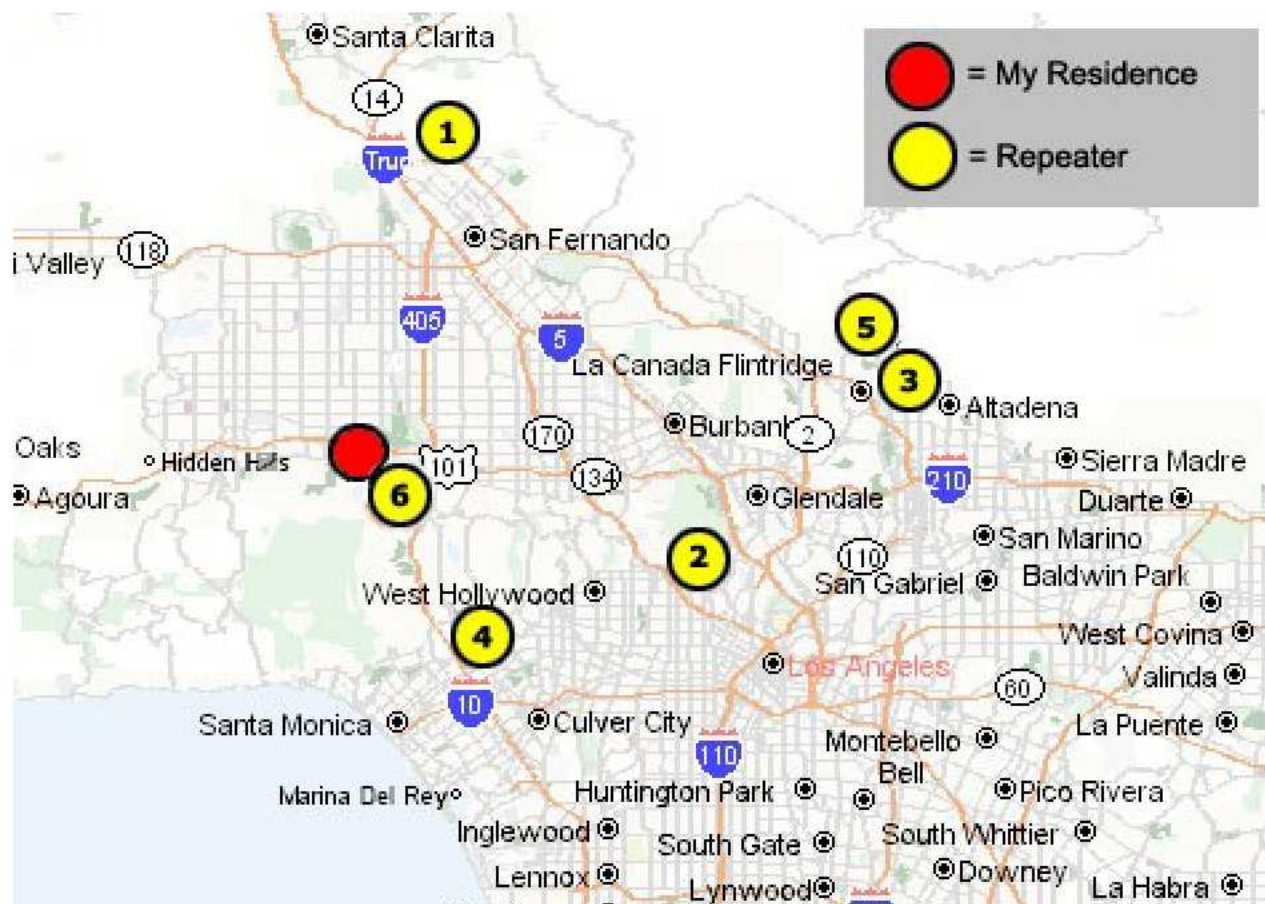 Santa Clarita
= My Residence
14
1
Truc
= Repeater
San Fernando
118
i Valley
405
5
5
La Canada Flintridge
3
Altadena
Burbank
2
170
Oaks
Hidden Hills
101
134
Sierra Madre
210
Agoura
6
Glendale
Duarte
San Marino
2
110
San Gabriel
Baldwin Park
West Hollywood
4
West Covina
Los Angeles
60
Valinda
10
Santa Monica
Culver City
La Puente
Montebello
110
Bell
Marina Del Rey
Huntington Park
Pico Rivera
Inglewood
South Gate
South Whittier
Lennox
Lynwood
Downey
La Habra